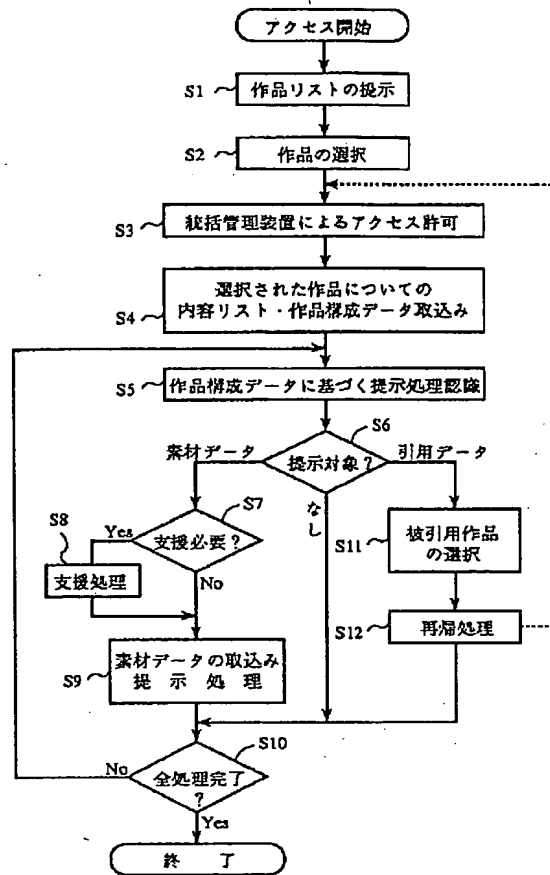 アクセス開始
S1
作品リストの提示
S2
作品の選択
S3
統括管理装置によるアクセス許可
S4
選択された作品についての
内容リスト・作品構成データ取込み
S5
作品構成データに基づく提示処理認識
S6
提示対象?
素材データ
引用データ
なし
S7
支援必要?
Yes
No
S8
支援処理
S9
素材データの取込み
提示処理
S11
被引用作品
の選択
S12
再帰処理
S10
全処理完了
?
No
Yes
終了